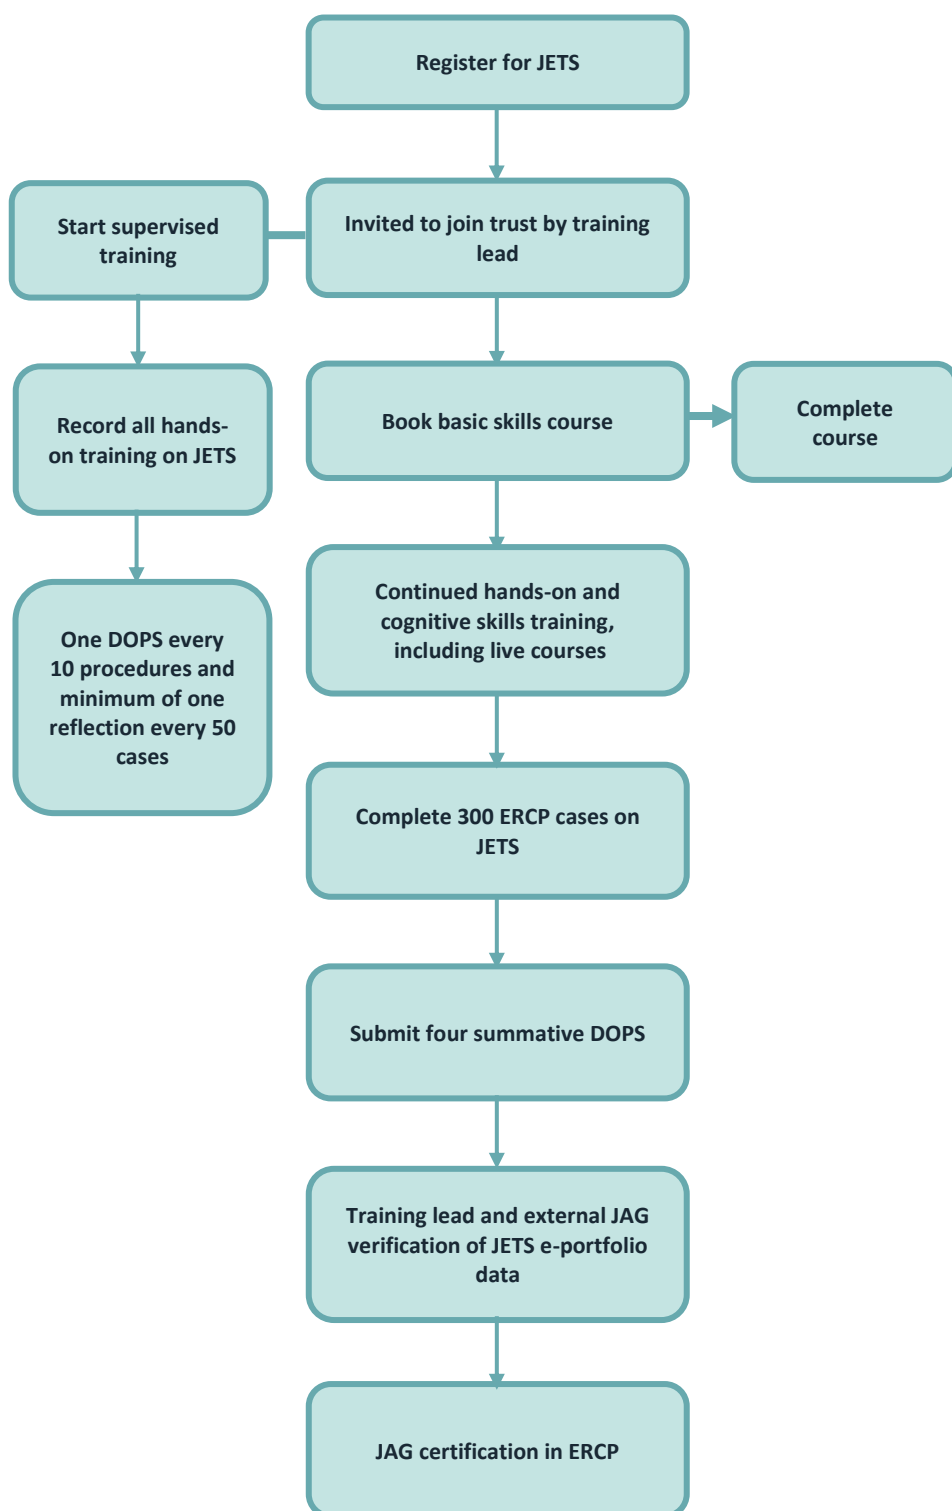 Register for JETS
Start supervised
training
Invited to join trust by training
lead
Record all hands-
on training on JETS
Book basic skills course
Complete
course
One DOPS every
10 procedures and
minimum of one
reflection every 50
cases
Continued hands-on and
cognitive skills training,
including live courses
Complete 300 ERCP cases on
JETS
Submit four summative DOPS
Training lead and external JAG
verification of JETS e-portfolio
data
JAG certification in ERCP